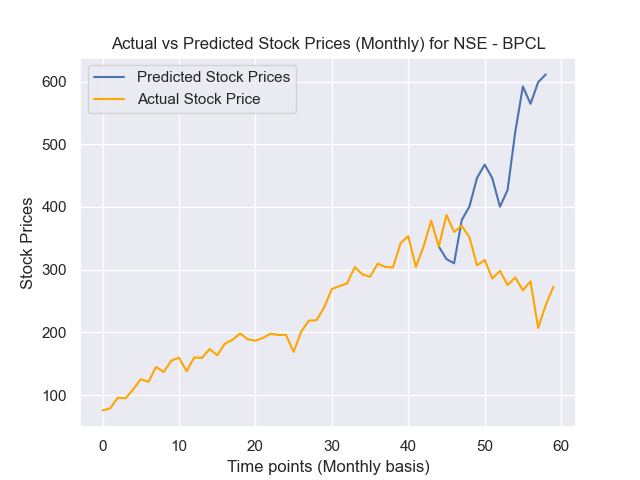 Actual vs Predicted Stock Prices (Monthly) for NSE - BPCL
Predicted Stock Prices
Actual Stock Price
600
500
400
300
200
100
Stock Prices
0 10 20 30 40 50 60
Time points (Monthly basis)